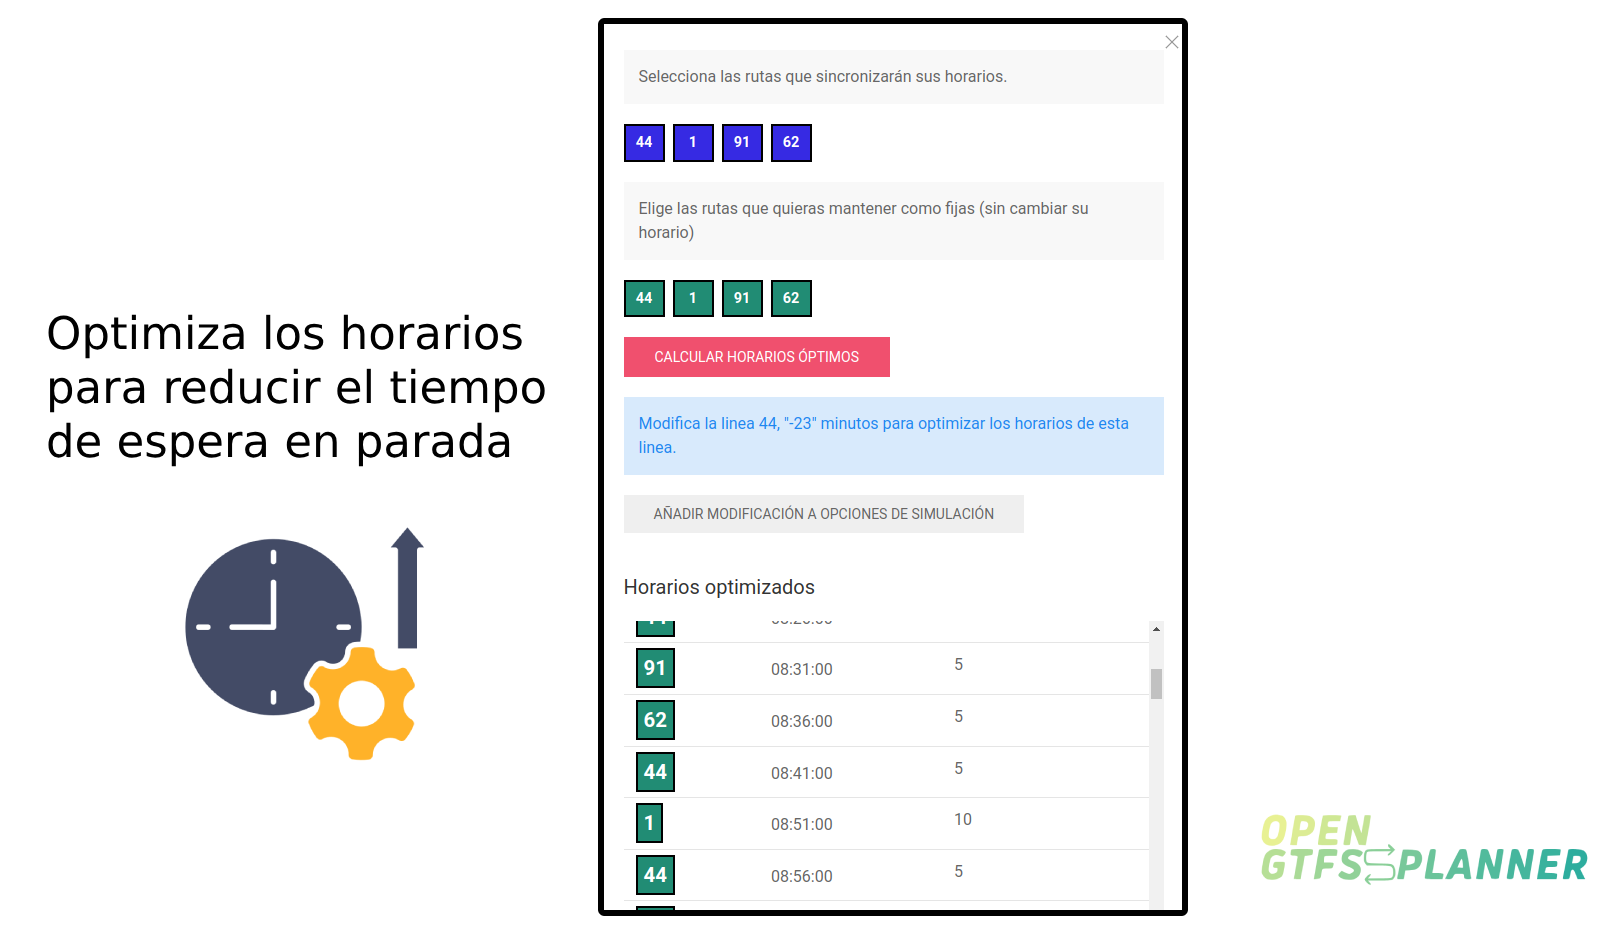 Optimiza los horarios
para reducir el tiempo
de espera en parada
Selecciona las rutas que sincronizarán sus horarios.
44 1 91 62
Elige las rutas que quieras mantener como fijas (sin cambiar su
horario)
44 1 91 62
CALCULAR HORARIOS ÓPTIMOS
Modifica la linea 44, "-23" minutos para optimizar los horarios de esta
linea.
AÑADIR MODIFICACIÓN A OPCIONES DE SIMULACIÓN
Horarios optimizados
91 08:31:00 5
62 08:36:00 5
44 08:41:00 5
1 08:51:00 10
44 08:56:00 5
OPEN
GTFS PLANNER